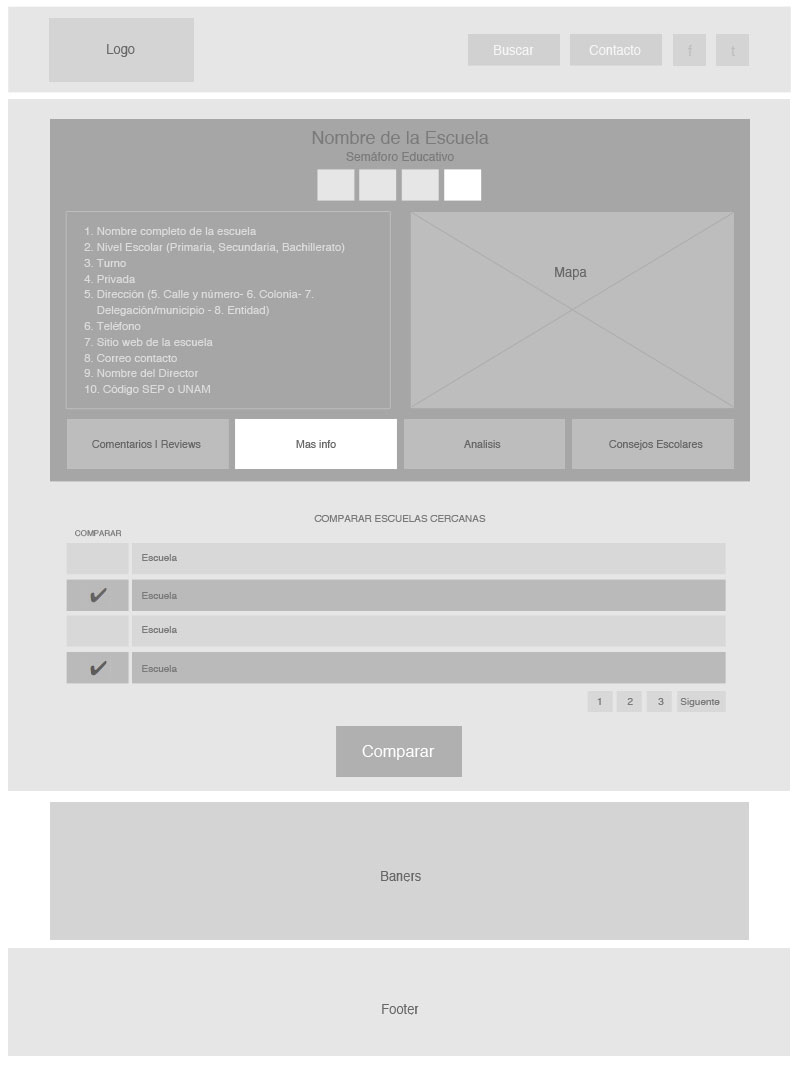 Logo
Buscar
Contacto
f
t
Nombre de la Escuela
Semáforo Educativo
1. Nombre completo de la escuela
2. Nivel Escolar (Primaria, Secundaria, Bachillerato)
3. Turno
4. Privada
5. Dirección (5. Calle y número- 6. Colonia- 7.
Delegación/municipio - 8. Entidad)
6. Teléfono
7. Sitio web de la escuela
8. Correo contacto
9. Nombre del Director
10. Código SEP o UNAM
Mapa
Comentarios I Reviews
Mas info
Analisis
Consejos Escolares
COMPARAR ESCUELAS CERCANAS
COMPARAR
Escuela
✔ Escuela
Escuela
✔ Escuela
1 2 3 Siguente
Comparar
Baners
Footer